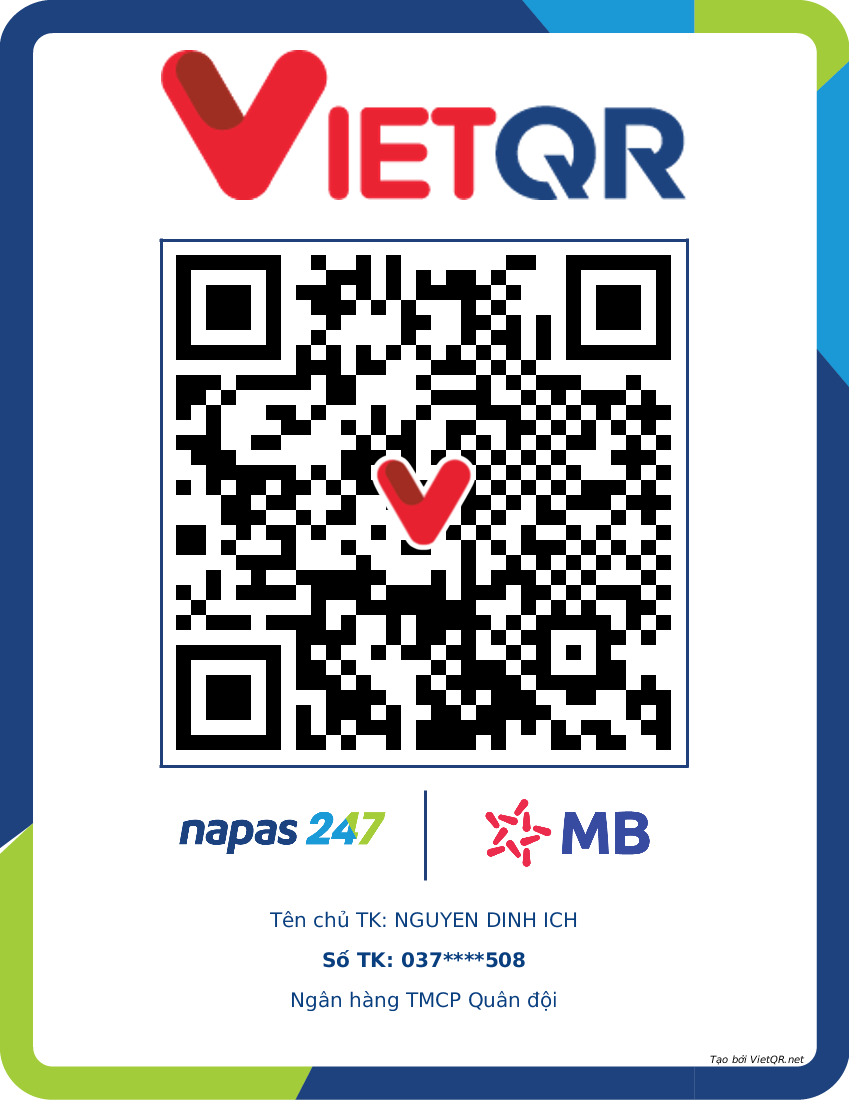 VIETQR
napas 247
MB
Tên chủ TK: NGUYEN DINH ICH
Số TK: 037****508
Ngân hàng TMCP Quân đội
Tạo bởi VietQR.net